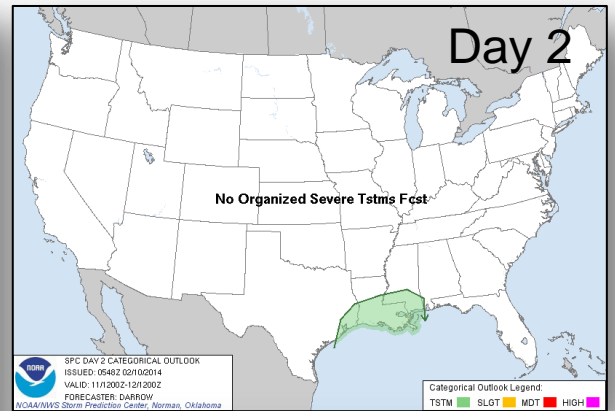 Day 2
No Organized Severe Tstms Fcst
NOAA
SPC DAY 2 CATEGORICAL OUTLOOK
ISSUED: 0548Z 02/10/2014
VALID: 11/1200Z-12/1200Z
FORECASTER: DARROW
NOAA/NWS Storm Prediction Center, Norman, Oklahoma
Categorical Outlook Legend:
TSTM SLGT MDT HIGH